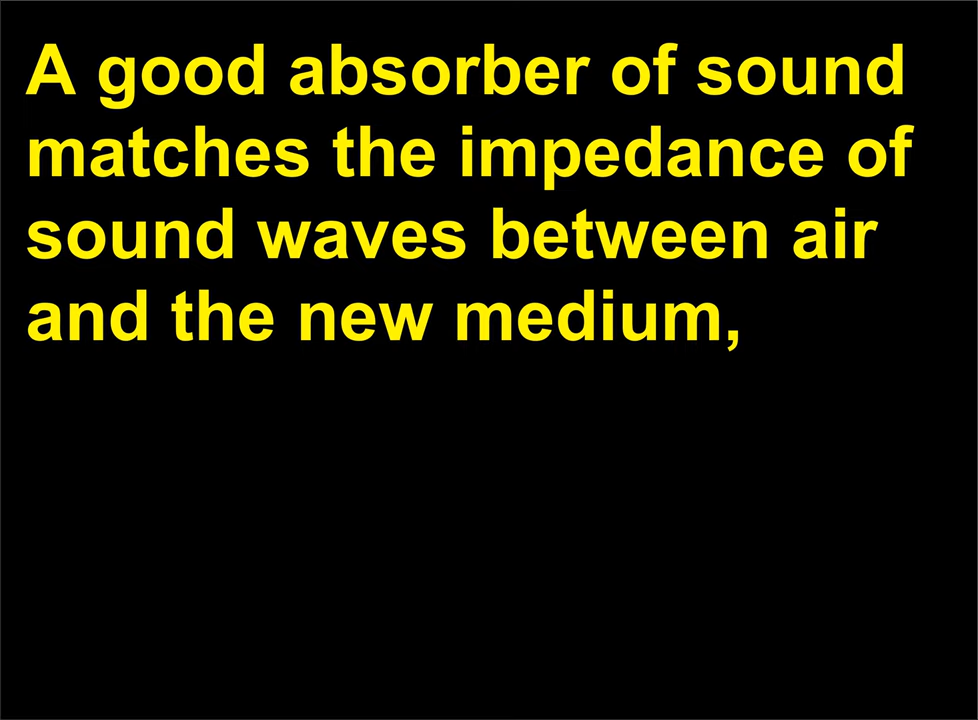 A good absorber of sound
matches the impedance of
sound waves between air
and the new medium,